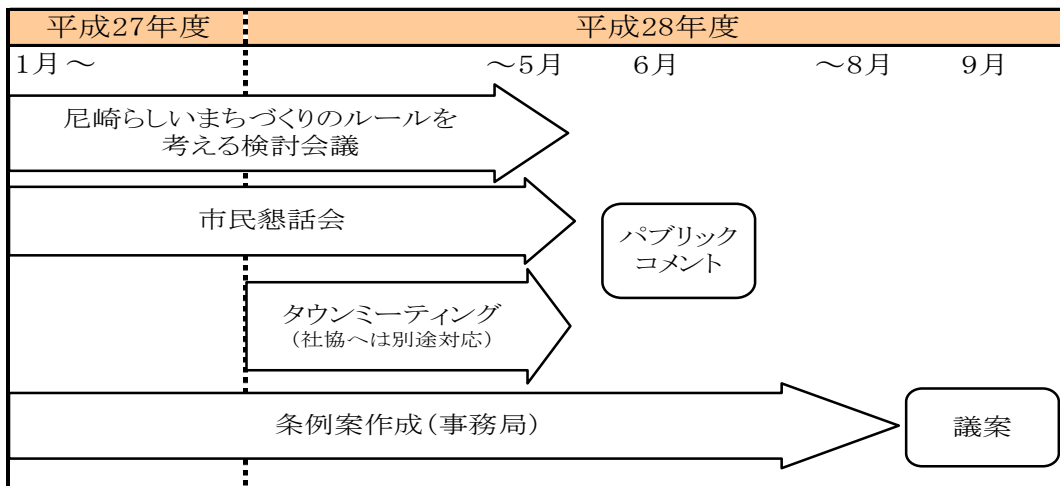 平成27年度
平成28年度
1月～
～5月
6月
～8月
9月
尼崎らしいまちづくりのルールを
考える検討会議
市民懇話会
パブリック
コメント
タウンミーティング
（社協へは別途対応）
条例案作成（事務局）
議案